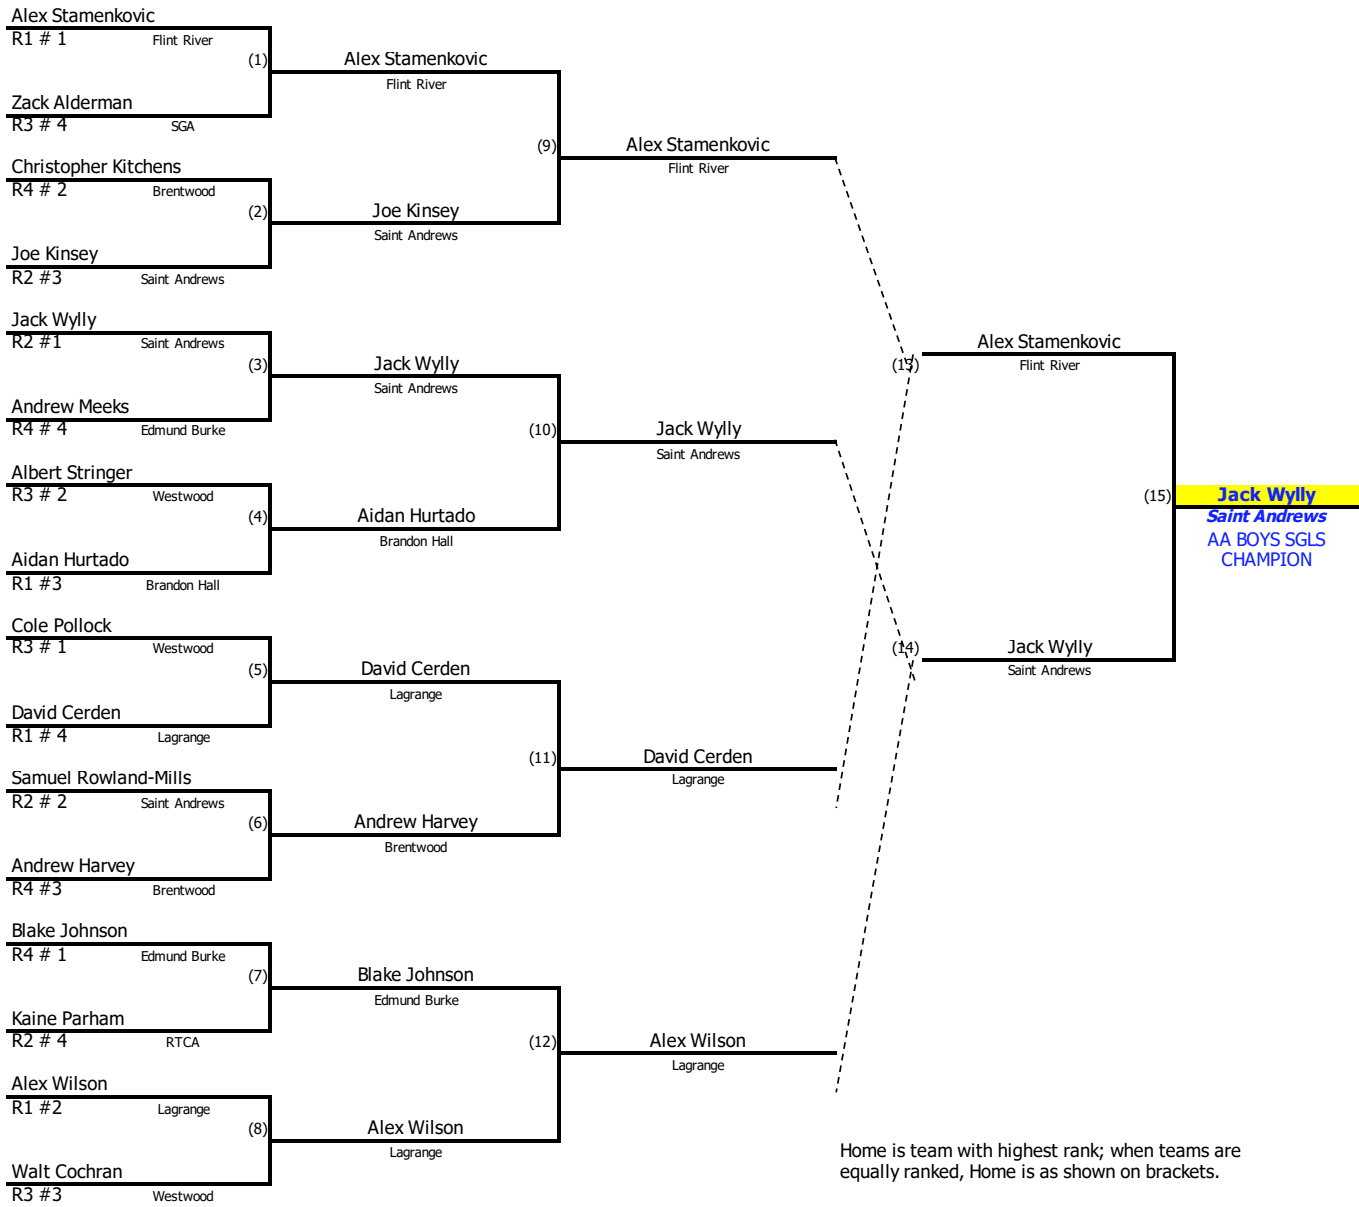 Alex Stamenkovic
R1 # 1 Flint River
(1)
Zack Alderman
R3 # 4 SGA
Christopher Kitchens
R4 # 2 Brentwood
(2)
Joe Kinsey
R2 #3 Saint Andrews
Jack Wylly
R2 #1 Saint Andrews
(3)
Andrew Meeks
R4 # 4 Edmund Burke
Albert Stringer
R3 # 2 Westwood
(4)
Aidan Hurtado
R1 #3 Brandon Hall
Cole Pollock
R3 # 1 Westwood
(5)
David Cerden
R1 # 4 Lagrange
Samuel Rowland-Mills
R2 # 2 Saint Andrews
(6)
Andrew Harvey
R4 #3 Brentwood
Blake Johnson
R4 # 1 Edmund Burke
(7)
Kaine Parham
R2 # 4 RTCA
Alex Wilson
R1 #2 Lagrange
(8)
Walt Cochran
R3 #3 Westwood
Alex Stamenkovic
Flint River
(9)
Joe Kinsey
Saint Andrews
Jack Wylly
Saint Andrews
(10)
Aidan Hurtado
Brandon Hall
David Cerden
Lagrange
(11)
Andrew Harvey
Brentwood
Blake Johnson
Edmund Burke
(12)
Alex Wilson
Lagrange
Alex Stamenkovic
Flint River
Jack Wylly
Saint Andrews
David Cerden
Lagrange
Alex Wilson
Lagrange
(13)
Alex Stamenkovic
Flint River
(14)
Jack Wylly
Saint Andrews
(15)
Jack Wylly
Saint Andrews
AA BOYS SGLS
CHAMPION
Home is team with highest rank; when teams are
equally ranked, Home is as shown on brackets.